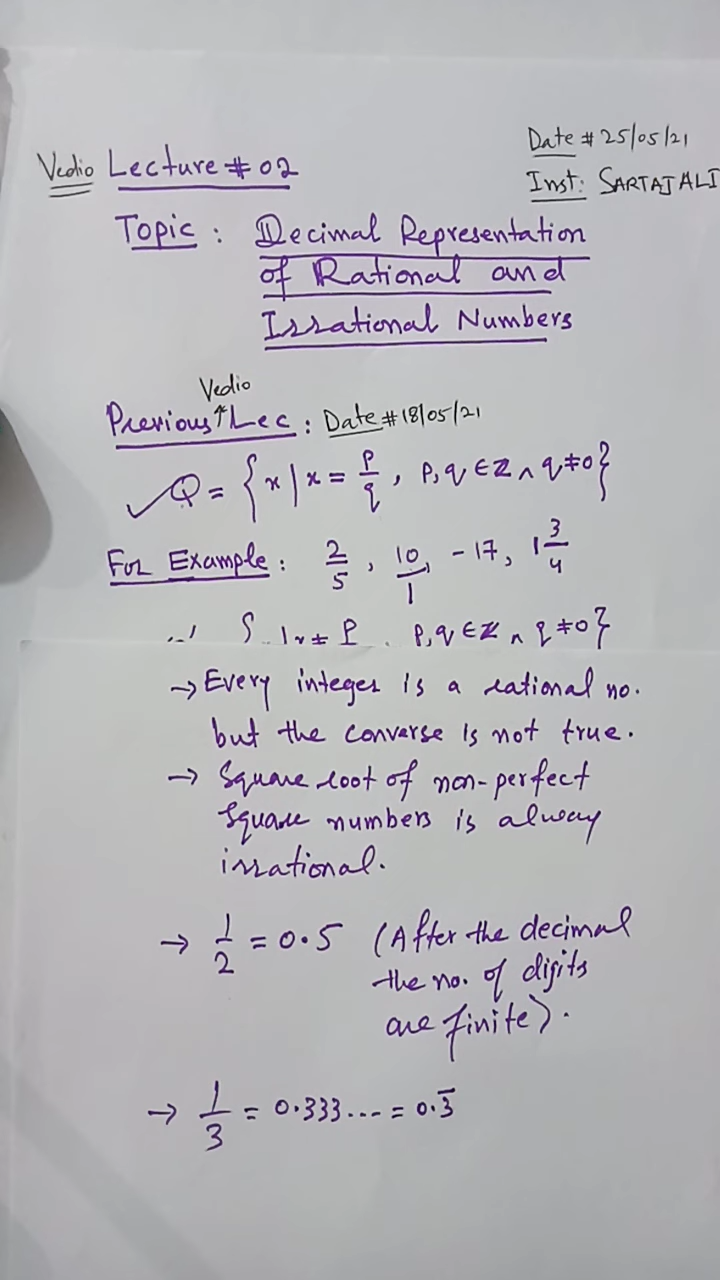 Vedio Lecture # 02
Date # 25/05/21
Inst: SARTAJ ALI
Topic: Decimal Representation
of Rational and
Irrational Numbers
Vedio
Previous ↑ Lec: Date # 18/05/21
✓ Q = {x | x = p/q, p, q ∈ Z ∧ q ≠ 0}
For Example: 2/5, 10/1, -17, 1 3/4
P, q ∈ Z ∧ q ≠ 0}
→ Every integer is a rational no.
but the converse is not true.
→ Square root of non-perfect
square numbers is alway
irrational.
→ 1/2 = 0.5 (After the decimal
the no. of digits
are finite).
→ 1/3 = 0.333... = 0.3̄